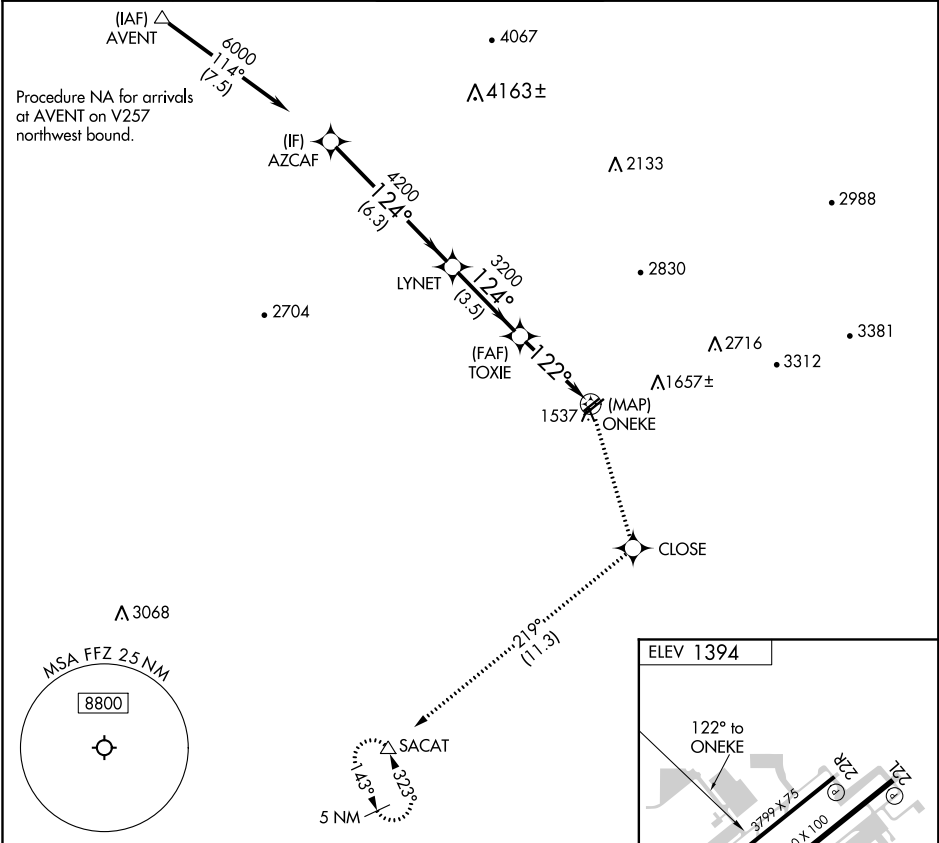 (IAF)
AVENT
6000
114°
(7.5)
Procedure NA for arrivals
at AVENT on V257
northwest bound.
(IF)
AZCAF
4067
4163±
2133
2988
4200
124°
(6.3)
LYNET
3200
124°
(3.5)
2830
2704
(FAF)
TOXIE
122°
2716
3381
3312
1657±
1537
(MAP)
ONEKE
CLOSE
219°
(11.3)
3068
MSA FFZ 25 NM
8800
SACAT
143°
323°
5 NM
ELEV 1394
122° to
ONEKE
22R
22L
P
P
3799 X 75
0 X 100